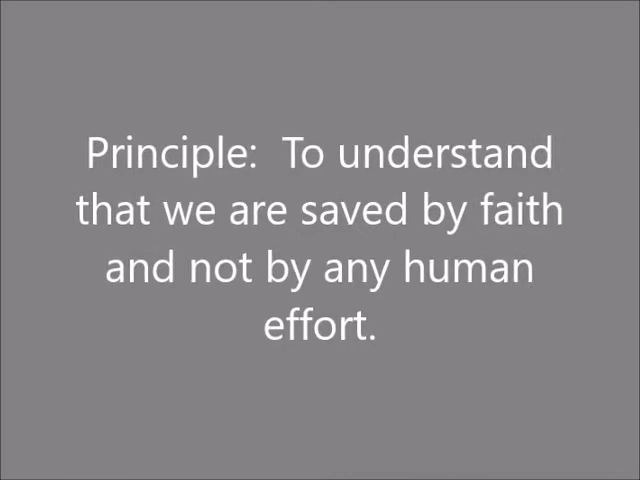 Principle:  To understand
that we are saved by faith
and not by any human
effort.